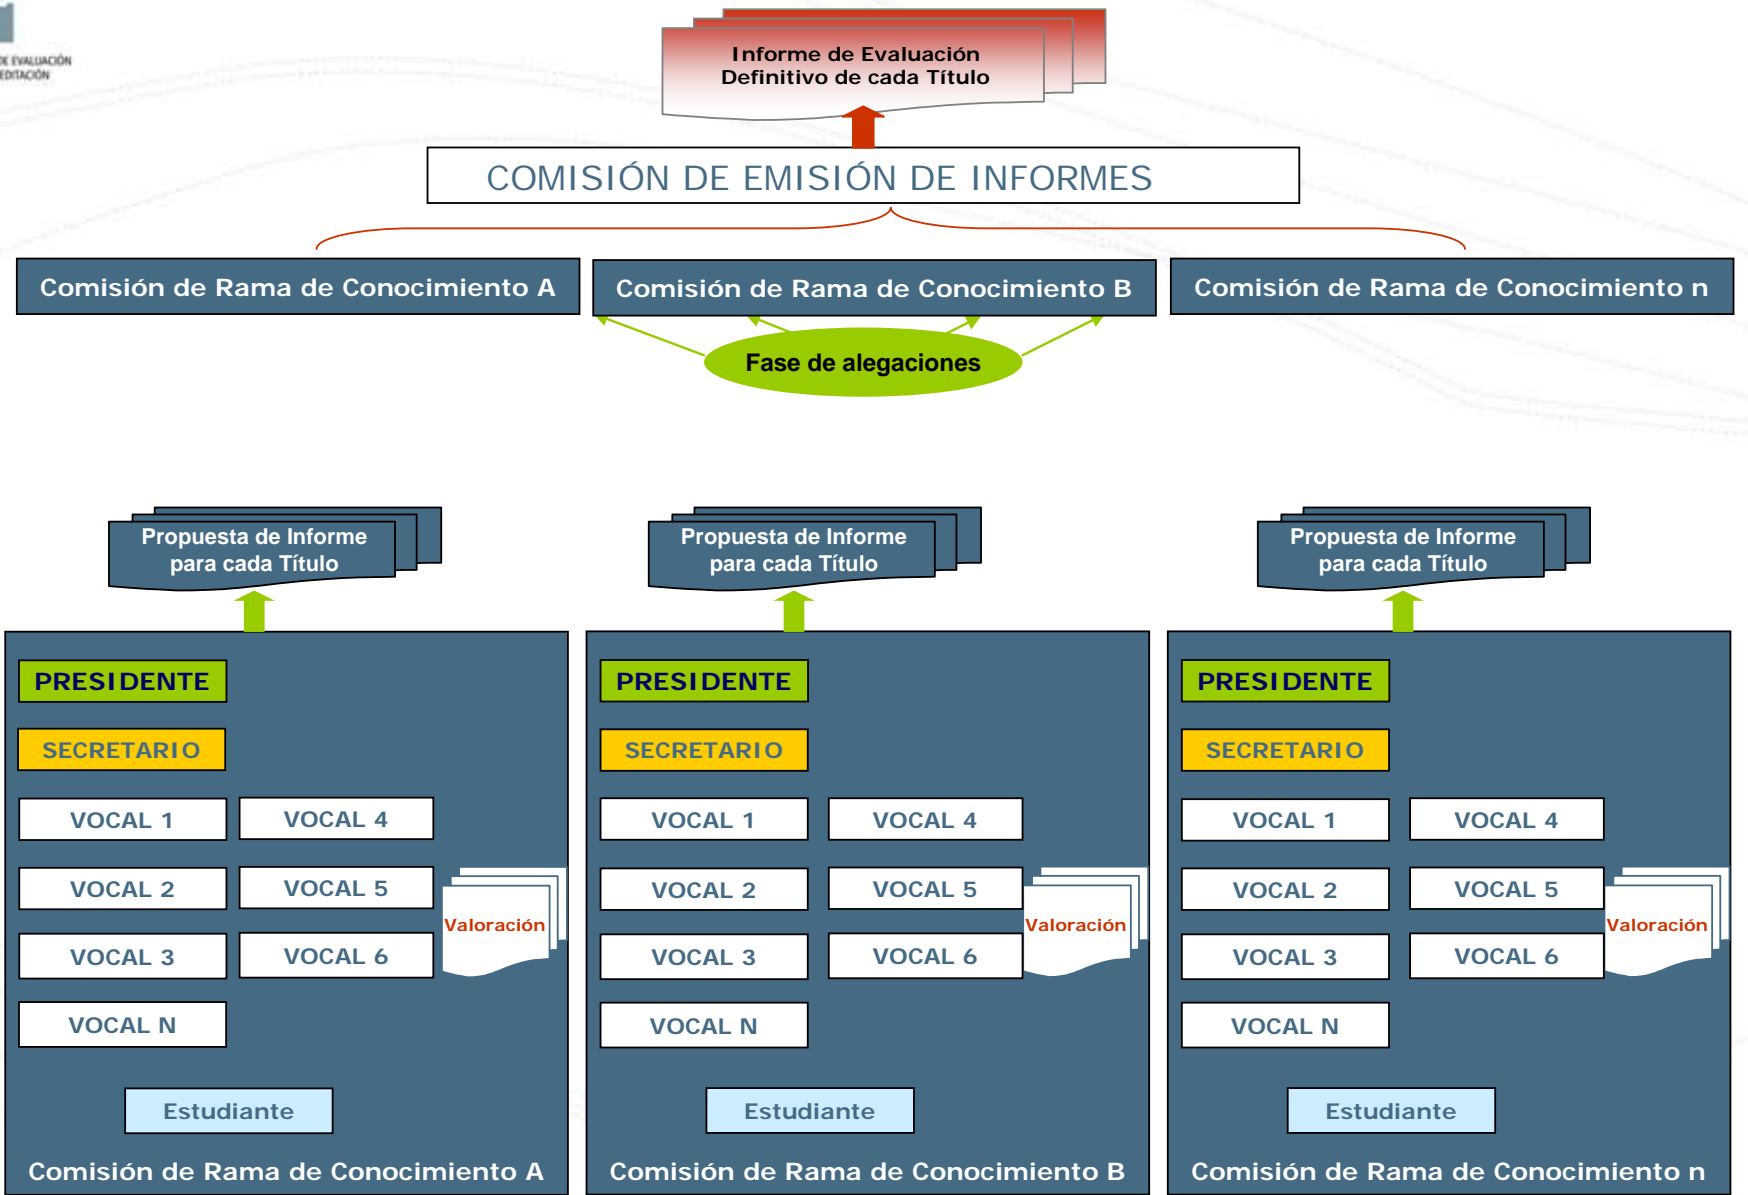 DE EVALUACIÓN
EDITACIÓN
Informe de Evaluación
Definitivo de cada Título
COMISIÓN DE EMISIÓN DE INFORMES
Comisión de Rama de Conocimiento A
Comisión de Rama de Conocimiento B
Comisión de Rama de Conocimiento n
Fase de alegaciones
Propuesta de Informe
para cada Título
Propuesta de Informe
para cada Título
Propuesta de Informe
para cada Título
PRESIDENTE
SECRETARIO
VOCAL 1
VOCAL 4
VOCAL 2
VOCAL 5
Valoración
VOCAL 3
VOCAL 6
VOCAL N
Estudiante
Comisión de Rama de Conocimiento A
PRESIDENTE
SECRETARIO
VOCAL 1
VOCAL 4
VOCAL 2
VOCAL 5
Valoración
VOCAL 3
VOCAL 6
VOCAL N
Estudiante
Comisión de Rama de Conocimiento B
PRESIDENTE
SECRETARIO
VOCAL 1
VOCAL 4
VOCAL 2
VOCAL 5
Valoración
VOCAL 3
VOCAL 6
VOCAL N
Estudiante
Comisión de Rama de Conocimiento n